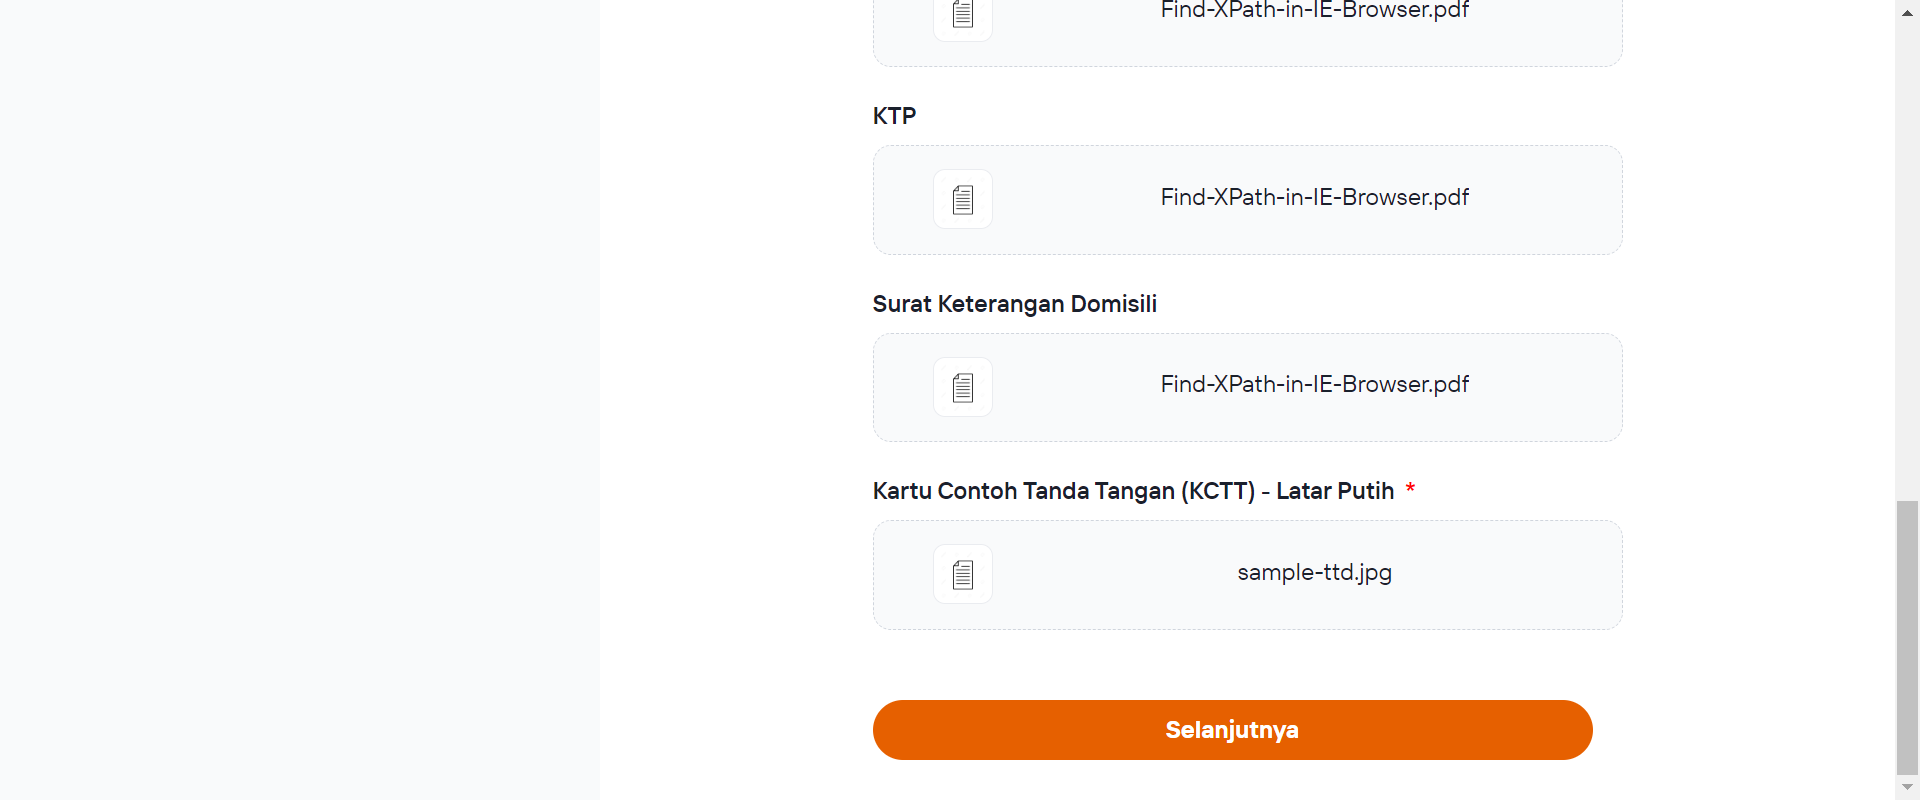 Find-XPath-in-IE-Browser.pdf
KTP
Find-XPath-in-IE-Browser.pdf
Surat Keterangan Domisili
Find-XPath-in-IE-Browser.pdf
Kartu Contoh Tanda Tangan (KCTT) - Latar Putih *
sample-ttd.jpg
Selanjutnya